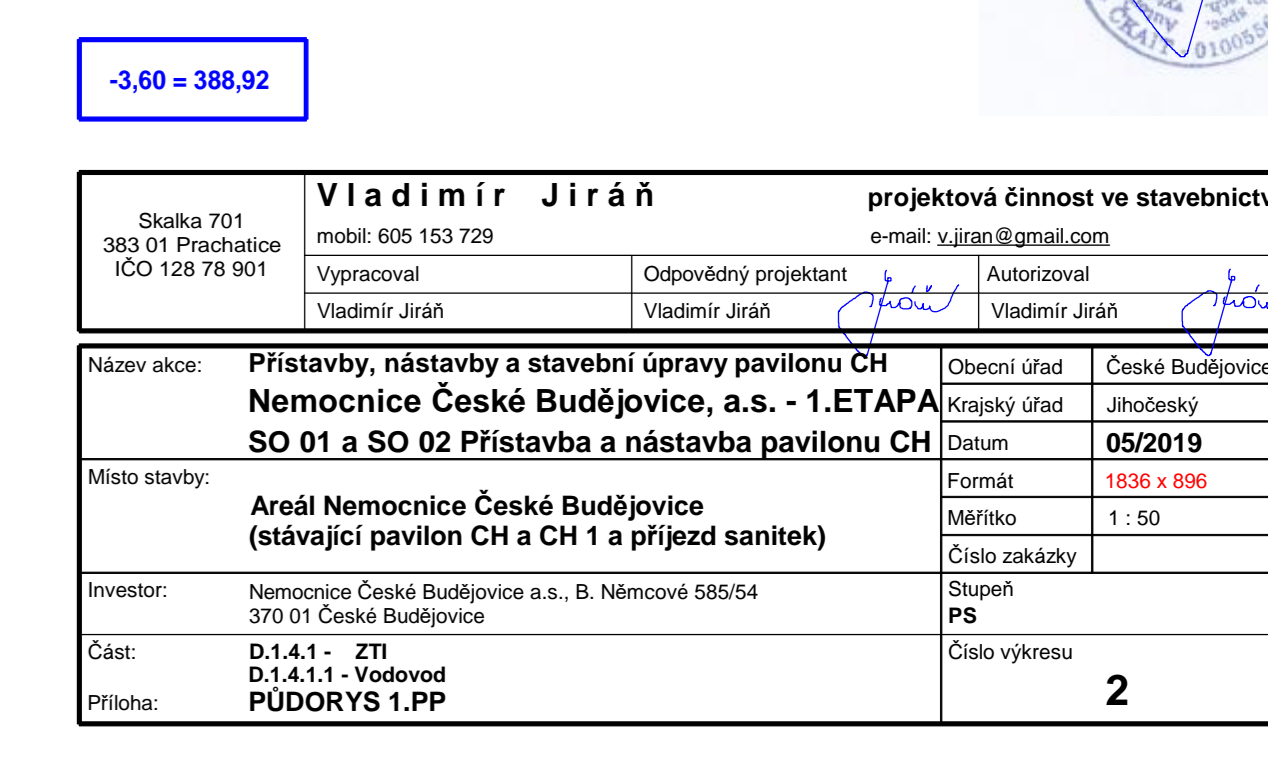 ČKAIT - 010055
-3,60 = 388,92
Skalka 701
383 01 Prachatice
IČO 128 78 901
Vladimír Jiráň
projektová činnost ve stavebnictv
mobil: 605 153 729
e-mail: v.jiran@gmail.com
Vypracoval
Odpovědný projektant
Autorizoval
Vladimír Jiráň
Vladimír Jiráň
Vladimír Jiráň
Název akce:
Přístavby, nástavby a stavební úpravy pavilonu CH
Nemocnice České Budějovice, a.s. - 1.ETAPA
SO 01 a SO 02 Přístavba a nástavba pavilonu CH
Obecní úřad
České Budějovice
Krajský úřad
Jihočeský
Datum
05/2019
Místo stavby:
Areál Nemocnice České Budějovice
(stávající pavilon CH a CH 1 a příjezd sanitek)
Formát
1836 x 896
Měřítko
1 : 50
Číslo zakázky
Investor:
Nemocnice České Budějovice a.s., B. Němcové 585/54
370 01 České Budějovice
Stupeň
PS
Část:
D.1.4.1 - ZTI
D.1.4.1.1 - Vodovod
Příloha:
PŮDORYS 1.PP
Číslo výkresu
2